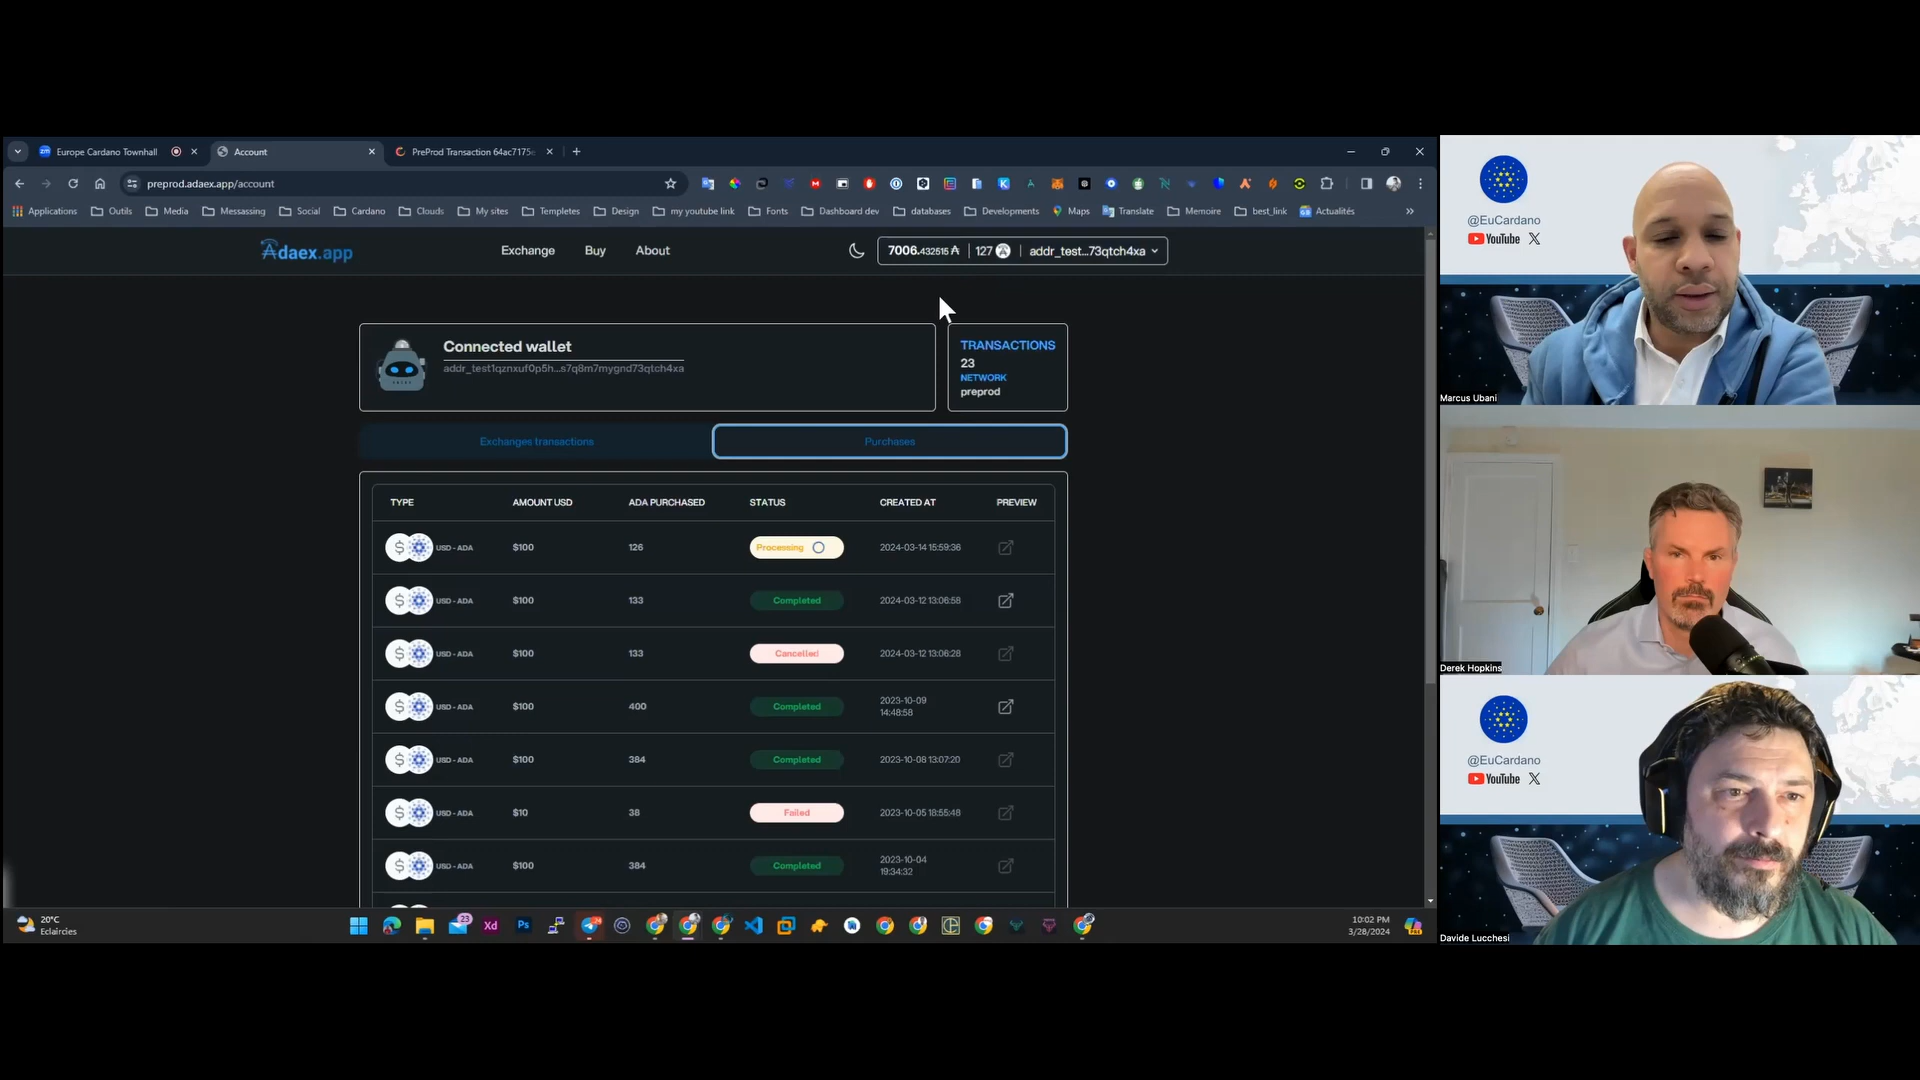 Europe Cardano Townhall
Account
PreProd Transaction 64ac7175
preprod.adaex.app/account
Applications Outils Media Messassing Social Cardano Clouds My sites Templetes Design my youtube link Fonts Dashboard dev databases Developments Maps Translate Memoire best_link Actualités
Adaex.app
Exchange Buy About
7006.432515 ₳ 127 addr_test...73qtch4xa
Connected wallet
addr_test1qznxuf0p5h...s7q8m7mygnd73qtch4xa
TRANSACTIONS
23
NETWORK
preprod
Exchanges transactions Purchases
TYPE AMOUNT USD ADA PURCHASED STATUS CREATED AT PREVIEW
USD - ADA $100 126 Processing 2024-03-14 15:59:36
USD - ADA $100 133 Completed 2024-03-12 13:06:58
USD - ADA $100 133 Cancelled 2024-03-12 13:06:28
USD - ADA $100 400 Completed 2023-10-09
14:48:58
USD - ADA $100 384 Completed 2023-10-08 13:07:20
USD - ADA $10 38 Failed 2023-10-05 18:55:48
USD - ADA $100 384 Completed 2023-10-04
19:34:32
20°C
Eclaircies
23
Xd
Ps
10:02 PM
3/28/2024
@EuCardano
YouTube X
Marcus Ubani
Derek Hopkins
@EuCardano
YouTube X
Davide Lucchesi